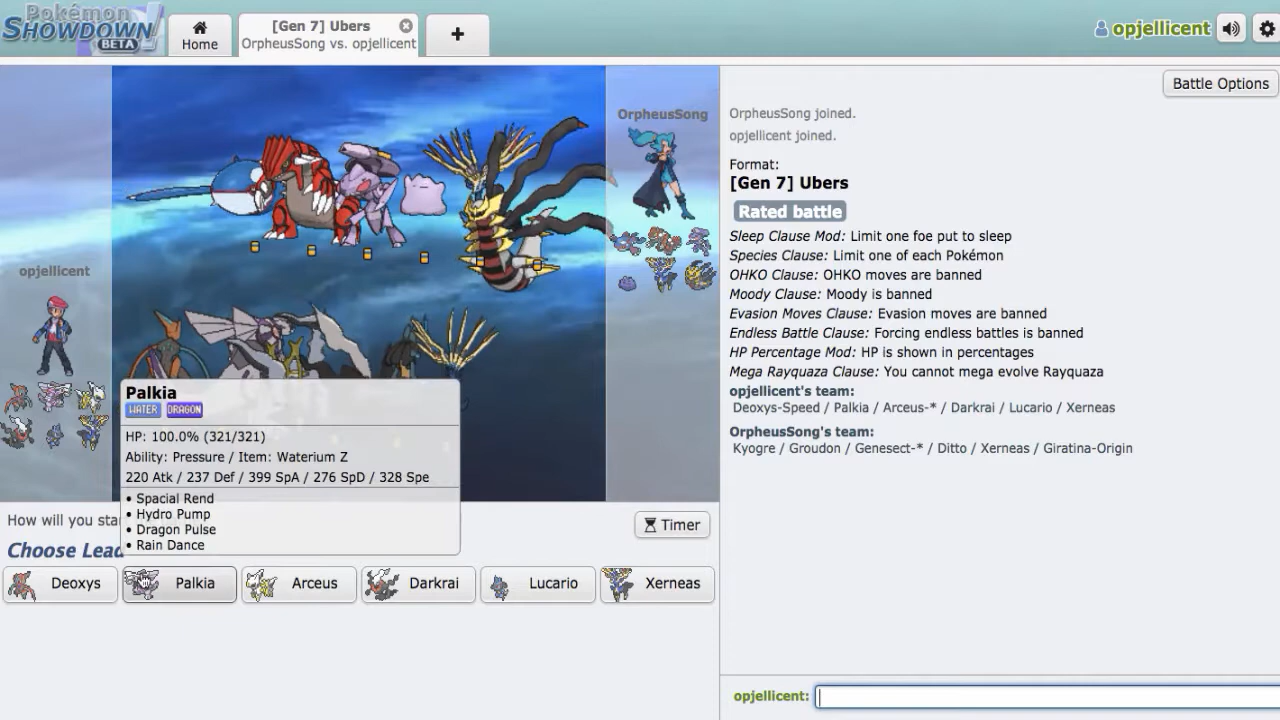 Pokémon
SHOWDOWN!
BETA
Home
[Gen 7] Ubers
OrpheusSong vs. opjellicent
opjellicent
Battle Options
OrpheusSong joined.
opjellicent joined.
Format:
[Gen 7] Ubers
Rated battle
Sleep Clause Mod: Limit one foe put to sleep
Species Clause: Limit one of each Pokémon
OHKO Clause: OHKO moves are banned
Moody Clause: Moody is banned
Evasion Moves Clause: Evasion moves are banned
Endless Battle Clause: Forcing endless battles is banned
HP Percentage Mod: HP is shown in percentages
Mega Rayquaza Clause: You cannot mega evolve Rayquaza
opjellicent's team:
Deoxys-Speed / Palkia / Arceus-* / Darkrai / Lucario / Xerneas
OrpheusSong's team:
Kyogre / Groudon / Genesect-* / Ditto / Xerneas / Giratina-Origin
OrpheusSong
opjellicent
Palkia
WATER DRAGON
HP: 100.0% (321/321)
Ability: Pressure / Item: Waterium Z
220 Atk / 237 Def / 399 SpA / 276 SpD / 328 Spe
• Spacial Rend
• Hydro Pump
• Dragon Pulse
• Rain Dance
How will you sta
Timer
Choose Lead
Deoxys
Palkia
Arceus
Darkrai
Lucario
Xerneas
opjellicent: